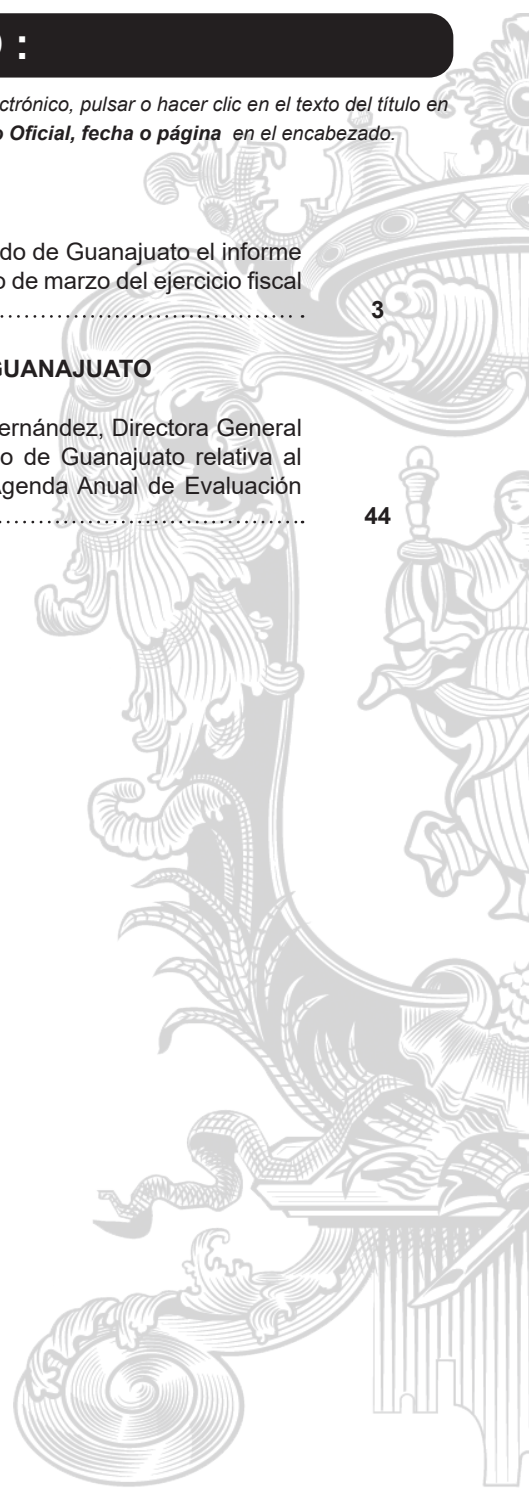 :
ctrónico, pulsar o hacer clic en el texto del título en
o Oficial, fecha o página en el encabezado.
do de Guanajuato el informe
o de marzo del ejercicio fiscal
.................................... 3
GUANAJUATO
ernández, Directora General
o de Guanajuato relativa al
Agenda Anual de Evaluación
.................................... 44